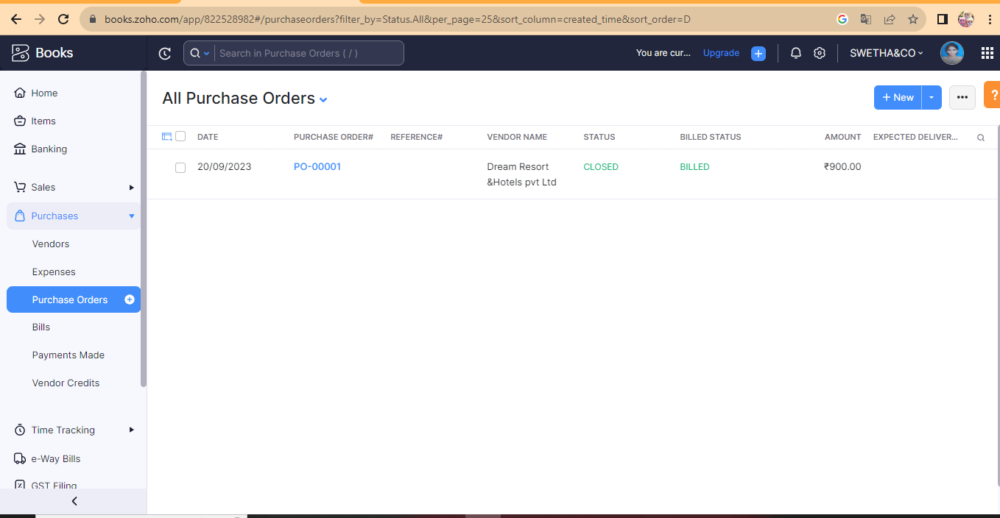 books.zoho.com/app/822528982#/purchaseorders?filter_by=Status.All&per_page=25&sort_column=created_time&sort_order=D
Books
Search in Purchase Orders ( / )
You are cur...
Upgrade
SWETHA&CO
Home
Items
Banking
Sales
Purchases
Vendors
Expenses
Purchase Orders
Bills
Payments Made
Vendor Credits
Time Tracking
e-Way Bills
GST Filing
All Purchase Orders
+ New
?
DATE PURCHASE ORDER# REFERENCE# VENDOR NAME STATUS BILLED STATUS AMOUNT EXPECTED DELIVER...
20/09/2023 PO-00001 Dream Resort CLOSED BILLED ₹900.00
&Hotels pvt Ltd